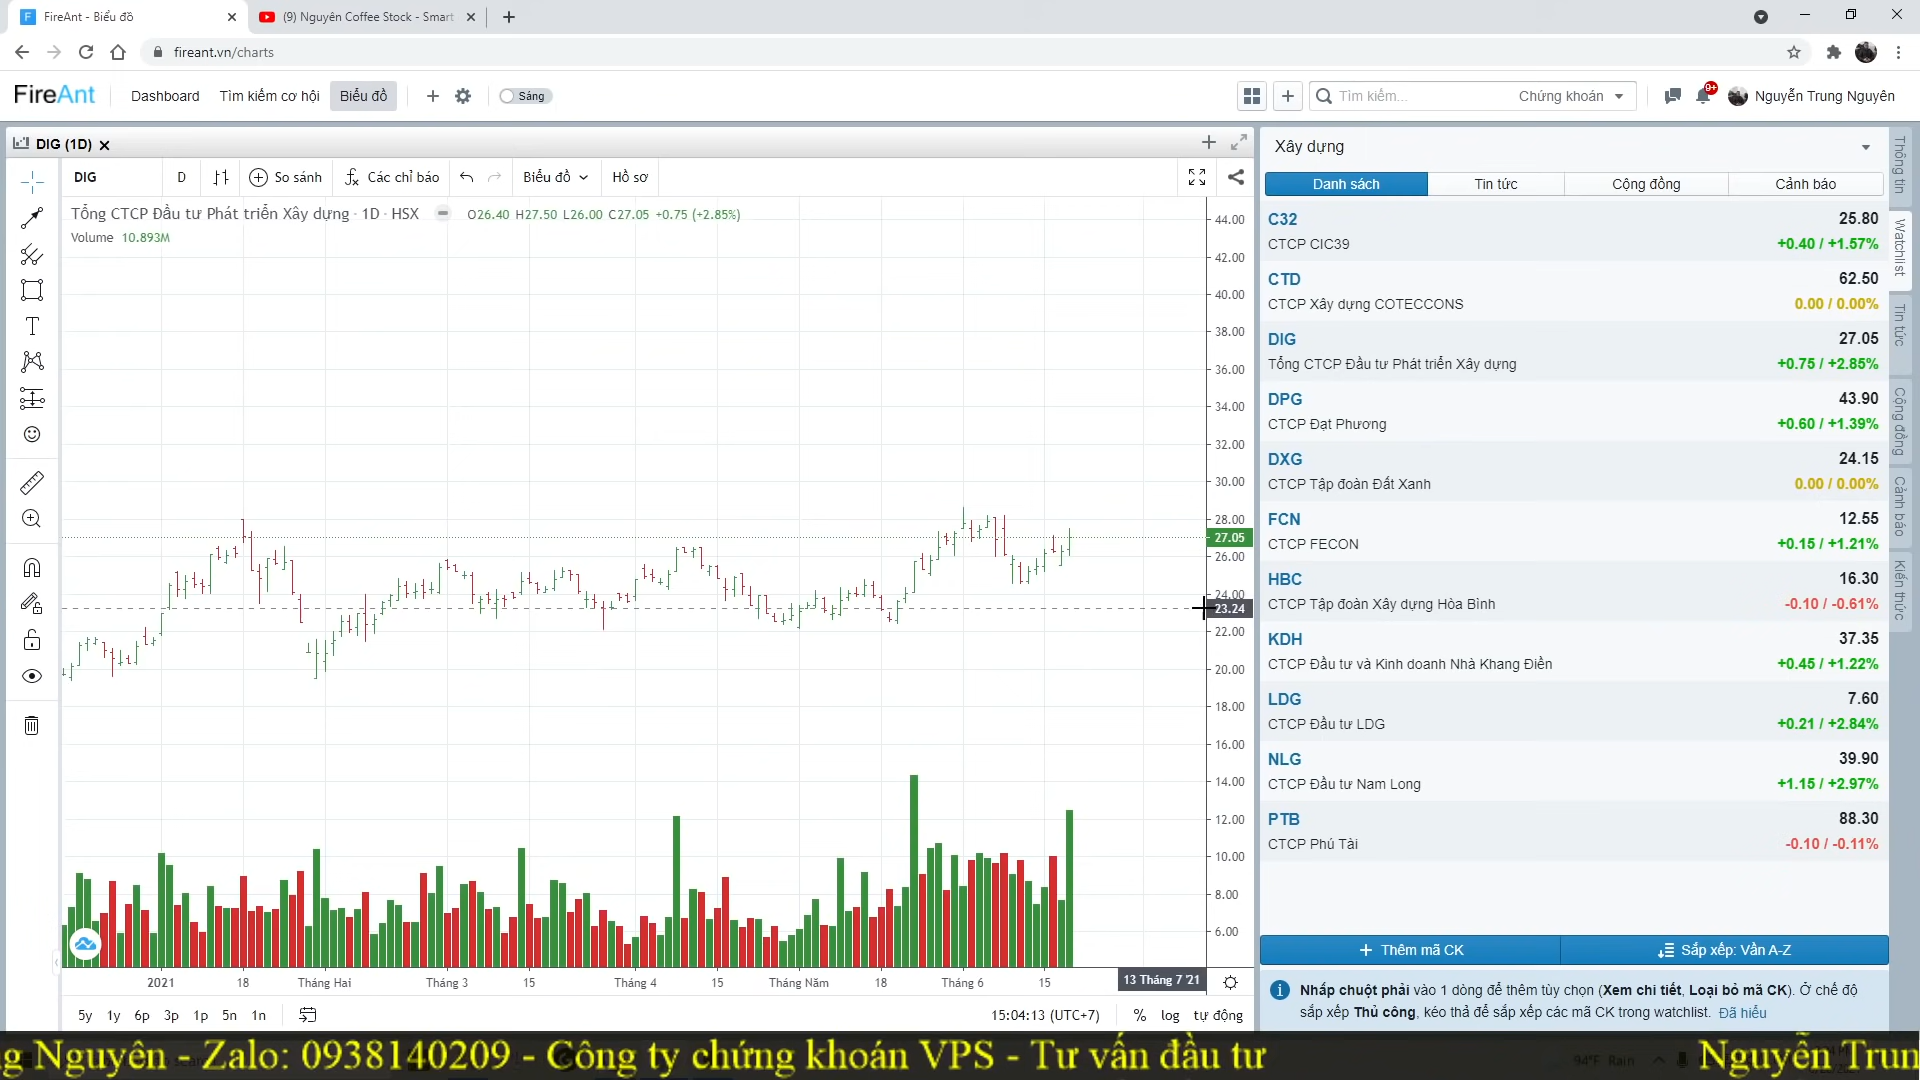 FireAnt - Biểu đồ
(9) Nguyên Coffee Stock - Smart
fireant.vn/charts
FireAnt
Dashboard
Tìm kiếm cơ hội
Biểu đồ
Sáng
Tìm kiếm...
Chứng khoán
9+
Nguyễn Trung Nguyên
DIG (1D)
DIG
D
So sánh
Các chỉ báo
Biểu đồ
Hồ sơ
Tổng CTCP Đầu tư Phát triển Xây dựng · 1D · HSX
O26.40 H27.50 L26.00 C27.05 +0.75 (+2.85%)
Volume 10.893M
44.00
42.00
40.00
38.00
36.00
34.00
32.00
30.00
28.00
27.05
26.00
24.00
23.24
22.00
20.00
18.00
16.00
14.00
12.00
10.00
8.00
6.00
2021
18
Tháng Hai
Tháng 3
15
Tháng 4
15
Tháng Năm
18
Tháng 6
15
13 Tháng 7 '21
5y 1y 6p 3p 1p 5n 1n
15:04:13 (UTC+7)
% log tự động
Xây dựng
Danh sách
Tin tức
Cộng đồng
Cảnh báo
C32 25.80
CTCP CIC39 +0.40 / +1.57%
CTD 62.50
CTCP Xây dựng COTECCONS 0.00 / 0.00%
DIG 27.05
Tổng CTCP Đầu tư Phát triển Xây dựng +0.75 / +2.85%
DPG 43.90
CTCP Đạt Phương +0.60 / +1.39%
DXG 24.15
CTCP Tập đoàn Đất Xanh 0.00 / 0.00%
FCN 12.55
CTCP FECON +0.15 / +1.21%
HBC 16.30
CTCP Tập đoàn Xây dựng Hòa Bình -0.10 / -0.61%
KDH 37.35
CTCP Đầu tư và Kinh doanh Nhà Khang Điền +0.45 / +1.22%
LDG 7.60
CTCP Đầu tư LDG +0.21 / +2.84%
NLG 39.90
CTCP Đầu tư Nam Long +1.15 / +2.97%
PTB 88.30
CTCP Phú Tài -0.10 / -0.11%
Thêm mã CK
Sắp xếp: Vần A-Z
Nhấp chuột phải vào 1 dòng để thêm tùy chọn (Xem chi tiết, Loại bỏ mã CK). Ở chế độ
sắp xếp Thủ công, kéo thả để sắp xếp các mã CK trong watchlist. Đã hiểu
Thông tin
Watchlist
Tin tức
Cộng đồng
Cảnh báo
Kiến thức
g Nguyên - Zalo: 0938140209 - Công ty chứng khoán VPS - Tư vấn đầu tư
94°F Rain
Nguyễn Trun